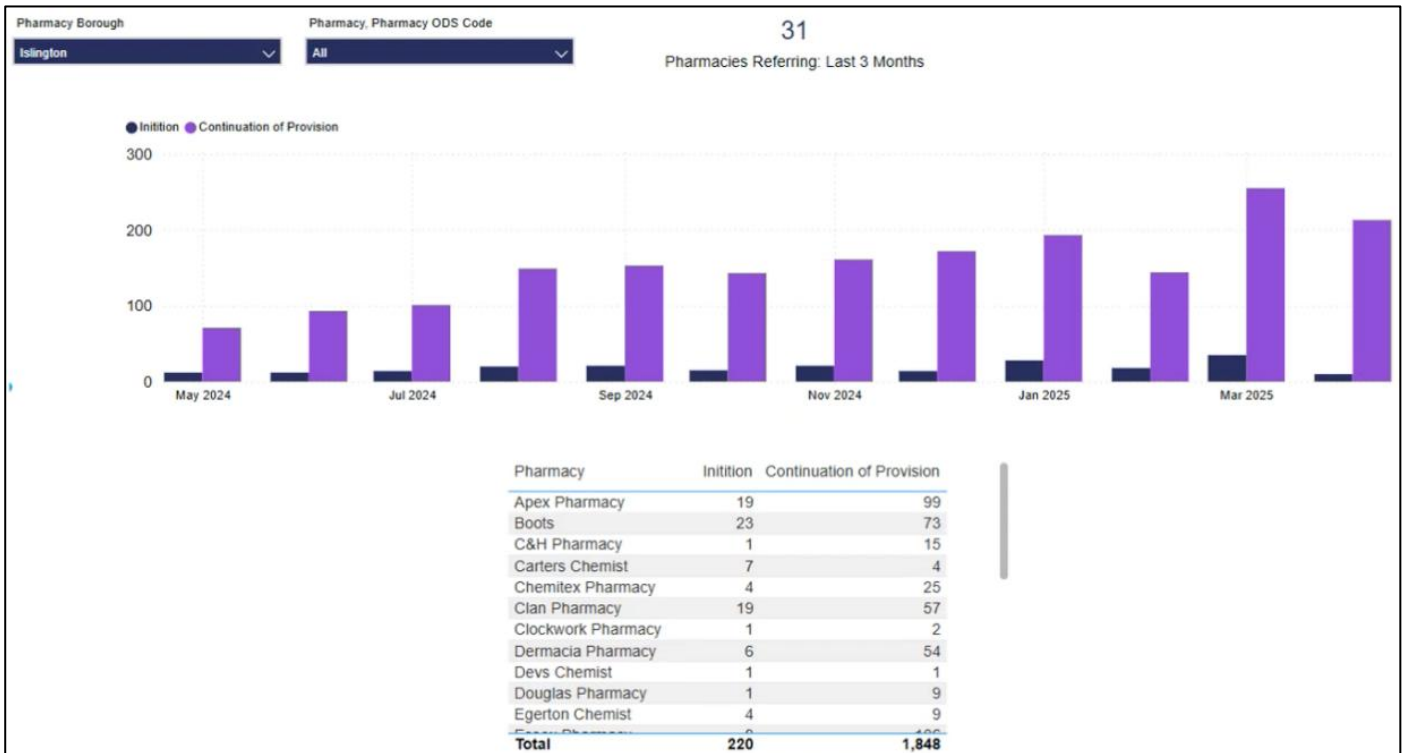 Pharmacy Borough
Islington
Pharmacy, Pharmacy ODS Code
All
31
Pharmacies Referring: Last 3 Months
Initition Continuation of Provision
300
200
100
0
May 2024 Jul 2024 Sep 2024 Nov 2024 Jan 2025 Mar 2025
Pharmacy Initition Continuation of Provision
Apex Pharmacy 19 99
Boots 23 73
C&H Pharmacy 1 15
Carters Chemist 7 4
Chemitex Pharmacy 4 25
Clan Pharmacy 19 57
Clockwork Pharmacy 1 2
Dermacia Pharmacy 6 54
Devs Chemist 1 1
Douglas Pharmacy 1 9
Egerton Chemist 4 9
Total 220 1,848